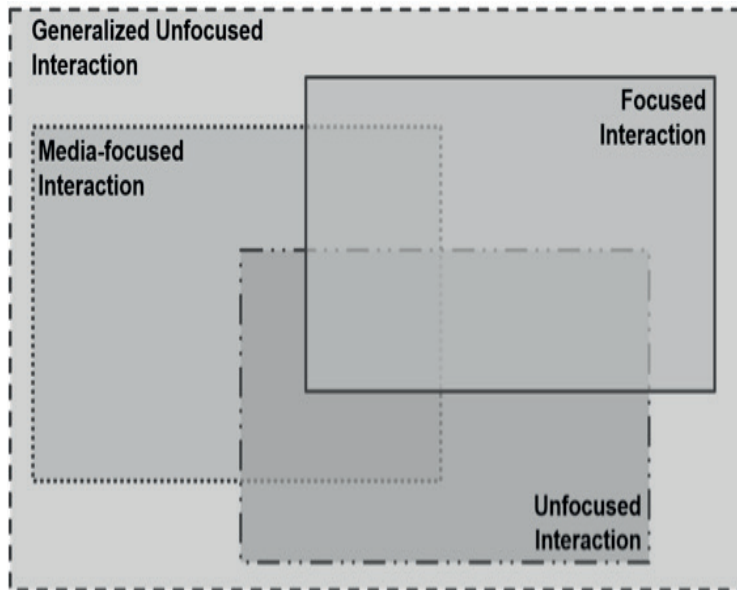 Generalized Unfocused
Interaction
Focused
Interaction
Media-focused
Interaction
Unfocused
Interaction